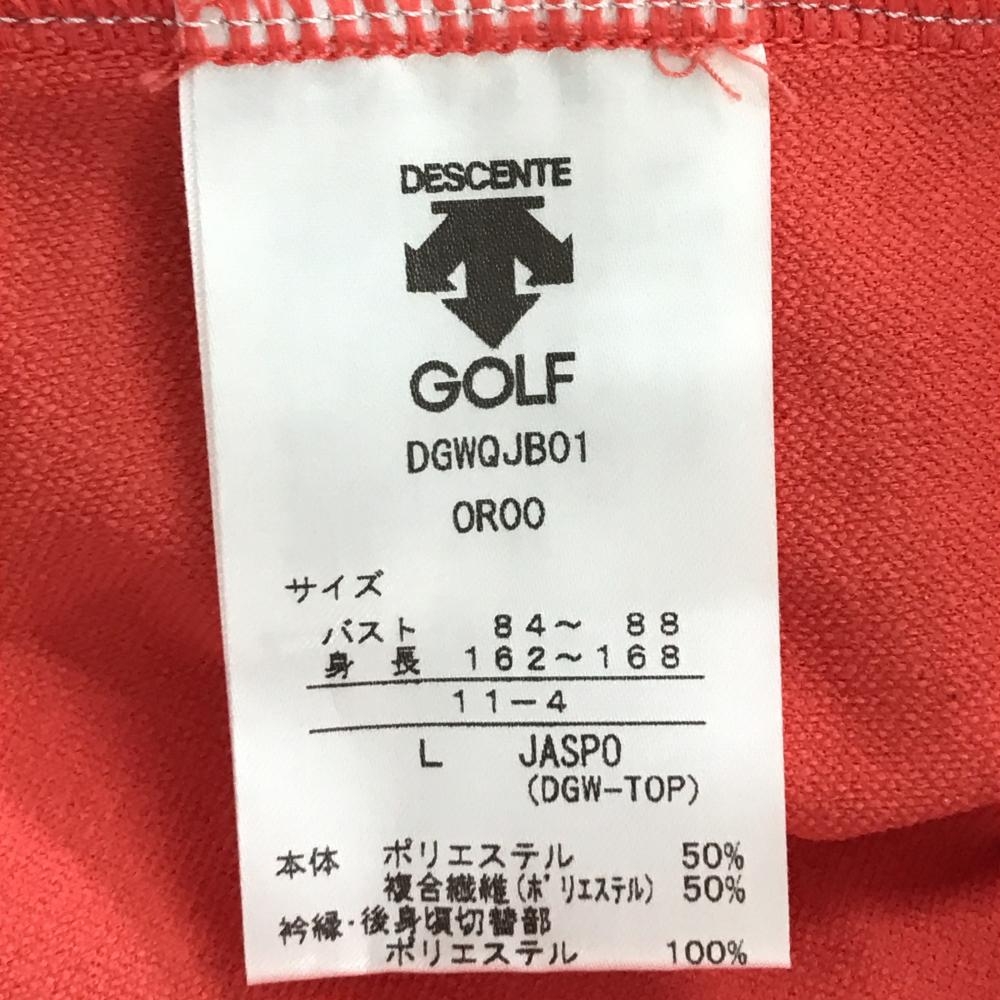 DESCENTE
GOLF
DGWQJB01
OR00
サイズ
バスト 84～ 88
身長 162～168
11-4
L JASPO
(DGW-TOP)
本体 ポリエステル 50%
複合繊維(ポリエステル) 50%
衿縁・後身頃切替部
ポリエステル 100%